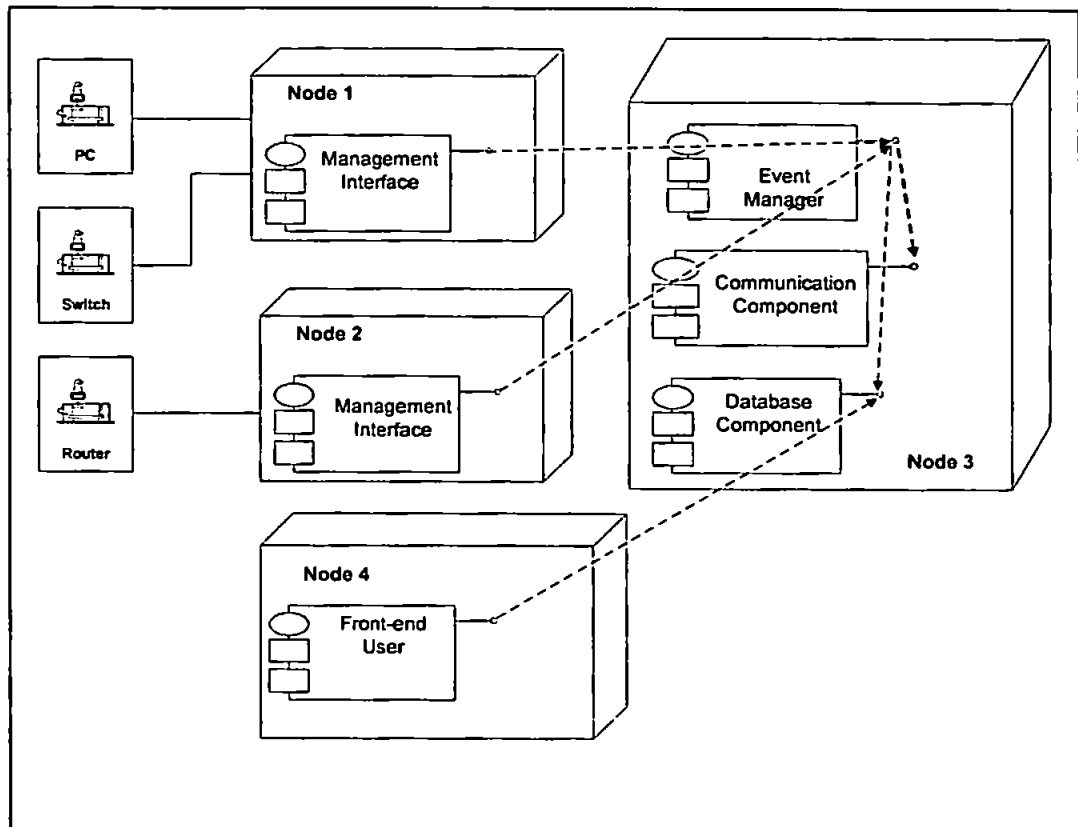 PC
Switch
Router
Node 1
Management
Interface
Node 2
Management
Interface
Node 4
Front-end
User
Event
Manager
Communication
Component
Database
Component
Node 3